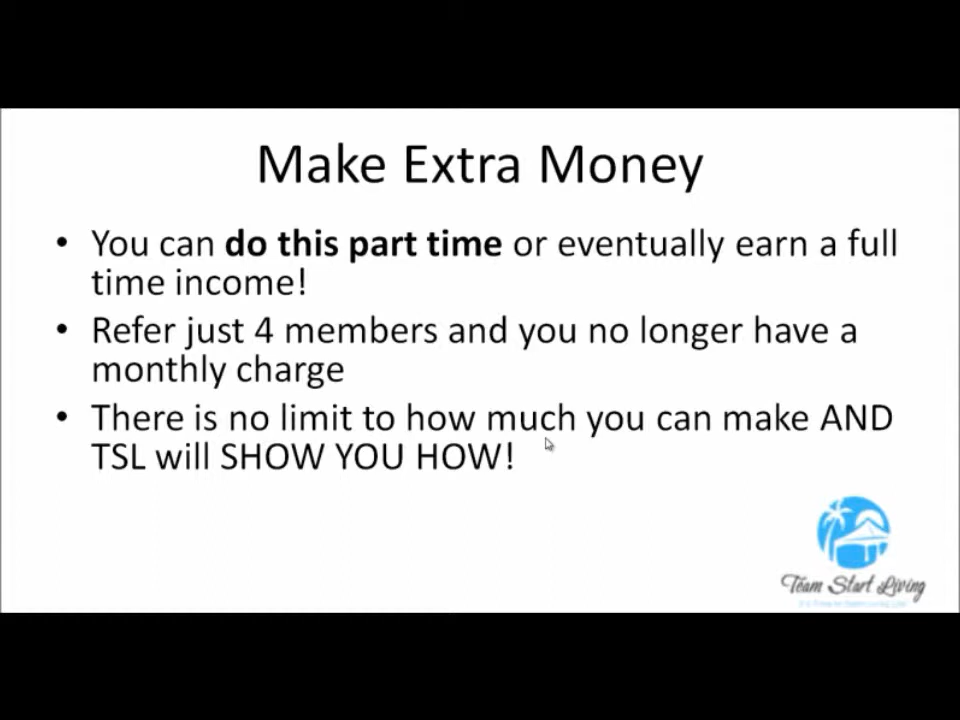 Make Extra Money
• You can do this part time or eventually earn a full
time income!
• Refer just 4 members and you no longer have a
monthly charge
• There is no limit to how much you can make AND
TSL will SHOW YOU HOW!
Team Start Living